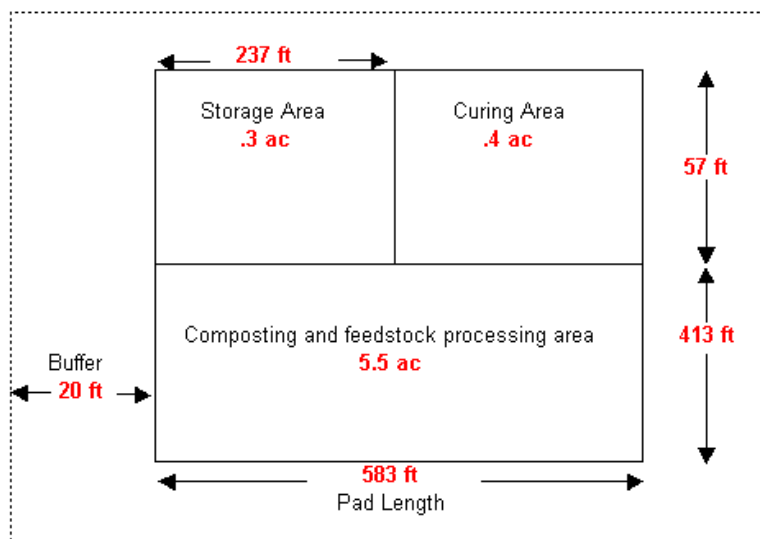 237 ft
Storage Area
.3 ac
Curing Area
.4 ac
57 ft
Composting and feedstock processing area
5.5 ac
413 ft
Buffer
20 ft
583 ft
Pad Length